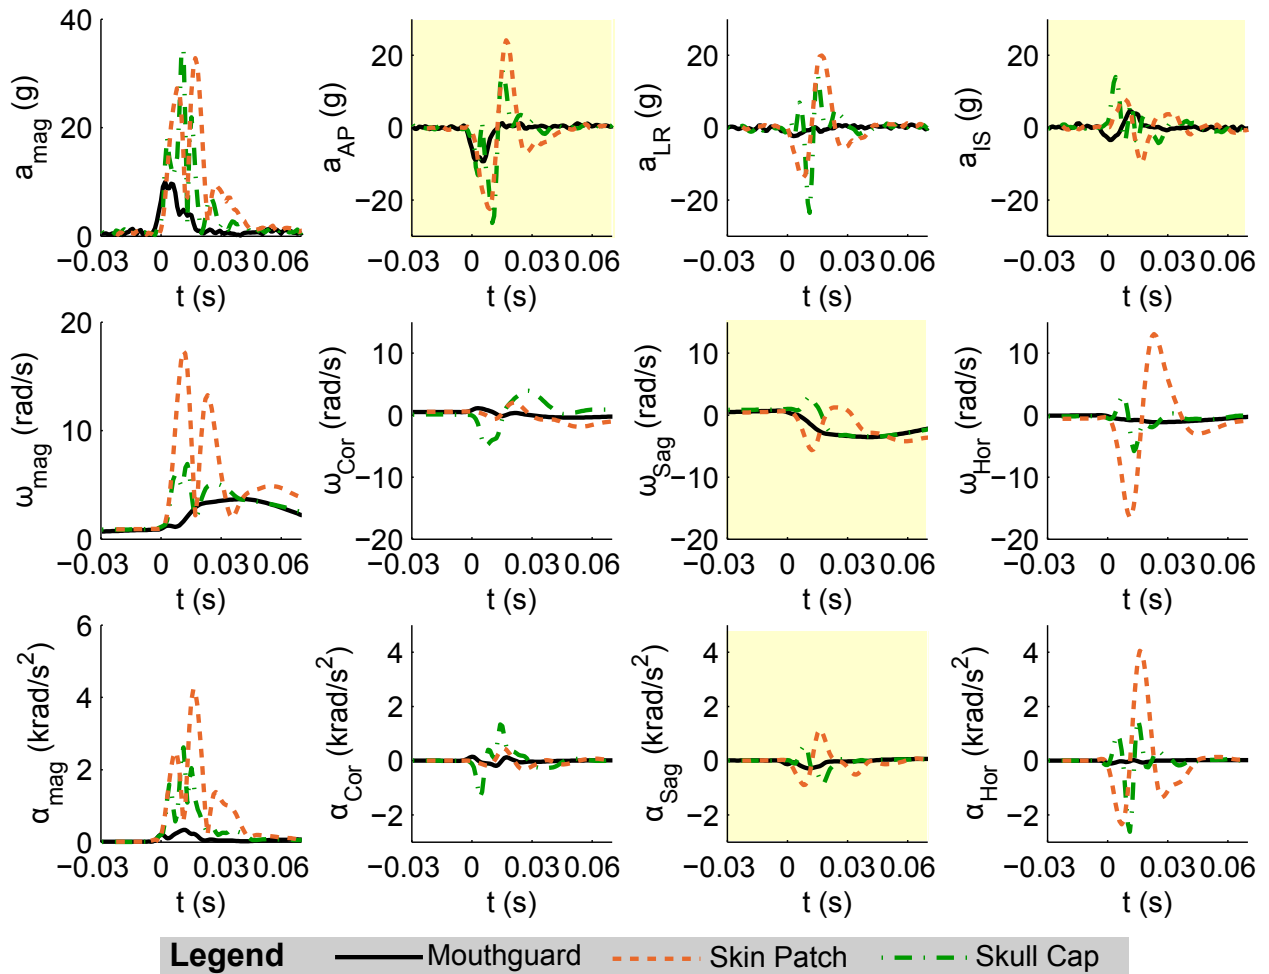 40
20
0
a_mag (g)
−0.03 0 0.03 0.06
t (s)
20
0
−20
a_AP (g)
−0.03 0 0.03 0.06
t (s)
20
0
−20
a_LR (g)
−0.03 0 0.03 0.06
t (s)
20
0
−20
a_IS (g)
−0.03 0 0.03 0.06
t (s)
20
10
0
ω_mag (rad/s)
−0.03 0 0.03 0.06
t (s)
10
0
−10
−20
ω_Cor (rad/s)
−0.03 0 0.03 0.06
t (s)
10
0
−10
−20
ω_Sag (rad/s)
−0.03 0 0.03 0.06
t (s)
10
0
−10
−20
ω_Hor (rad/s)
−0.03 0 0.03 0.06
t (s)
6
4
2
0
α_mag (krad/s²)
−0.03 0 0.03 0.06
t (s)
4
2
0
−2
α_Cor (krad/s²)
−0.03 0 0.03 0.06
t (s)
4
2
0
−2
α_Sag (krad/s²)
−0.03 0 0.03 0.06
t (s)
4
2
0
−2
α_Hor (krad/s²)
−0.03 0 0.03 0.06
t (s)
Legend Mouthguard Skin Patch Skull Cap